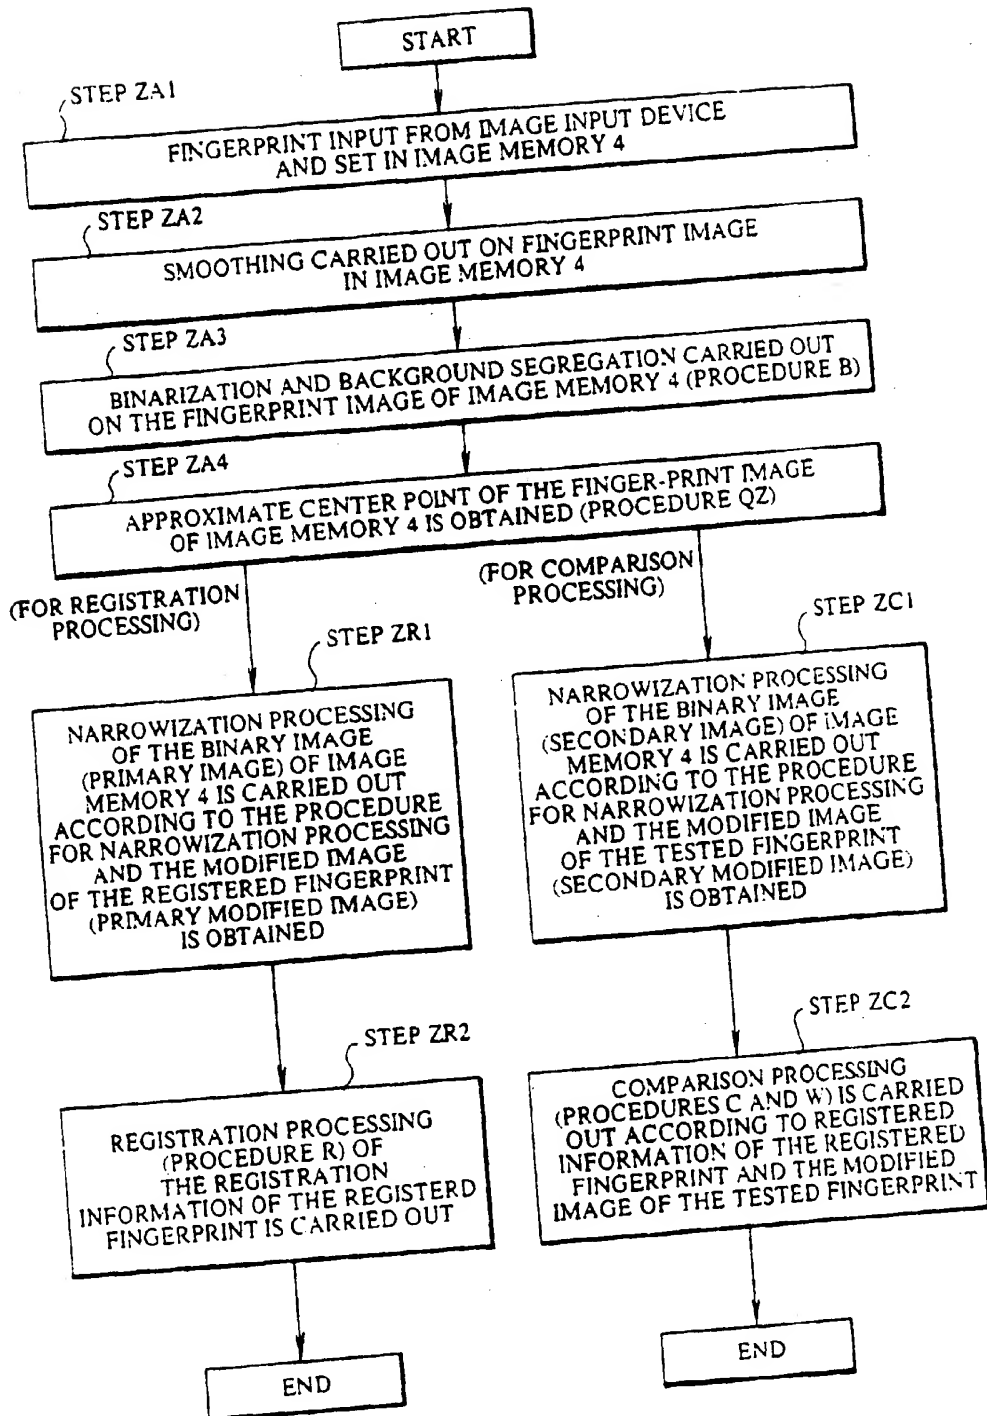 START
STEP ZA1
FINGERPRINT INPUT FROM IMAGE INPUT DEVICE
AND SET IN IMAGE MEMORY 4
STEP ZA2
SMOOTHING CARRIED OUT ON FINGERPRINT IMAGE
IN IMAGE MEMORY 4
STEP ZA3
BINARIZATION AND BACKGROUND SEGREGATION CARRIED OUT
ON THE FINGERPRINT IMAGE OF IMAGE MEMORY 4 (PROCEDURE B)
STEP ZA4
APPROXIMATE CENTER POINT OF THE FINGER-PRINT IMAGE
OF IMAGE MEMORY 4 IS OBTAINED (PROCEDURE QZ)
(FOR REGISTRATION
PROCESSING)
STEP ZR1
NARROWIZATION PROCESSING
OF THE BINARY IMAGE
(PRIMARY IMAGE) OF IMAGE
MEMORY 4 IS CARRIED OUT
ACCORDING TO THE PROCEDURE
FOR NARROWIZATION PROCESSING
AND THE MODIFIED IMAGE
OF THE REGISTERED FINGERPRINT
(PRIMARY MODIFIED IMAGE)
IS OBTAINED
STEP ZR2
REGISTRATION PROCESSING
(PROCEDURE R) OF
THE REGISTRATION
INFORMATION OF THE REGISTERD
FINGERPRINT IS CARRIED OUT
END
(FOR COMPARISON
PROCESSING)
STEP ZC1
NARROWIZATION PROCESSING
OF THE BINARY IMAGE
(SECONDARY IMAGE) OF IMAGE
MEMORY 4 IS CARRIED OUT
ACCORDING TO THE PROCEDURE
FOR NARROWIZATION PROCESSING
AND THE MODIFIED IMAGE
OF THE TESTED FINGERPRINT
(SECONDARY MODIFIED IMAGE)
IS OBTAINED
STEP ZC2
COMPARISON PROCESSING
(PROCEDURES C AND W) IS CARRIED
OUT ACCORDING TO REGISTERED
INFORMATION OF THE REGISTERED
FINGERPRINT AND THE MODIFIED
IMAGE OF THE TESTED FINGERPRINT
END